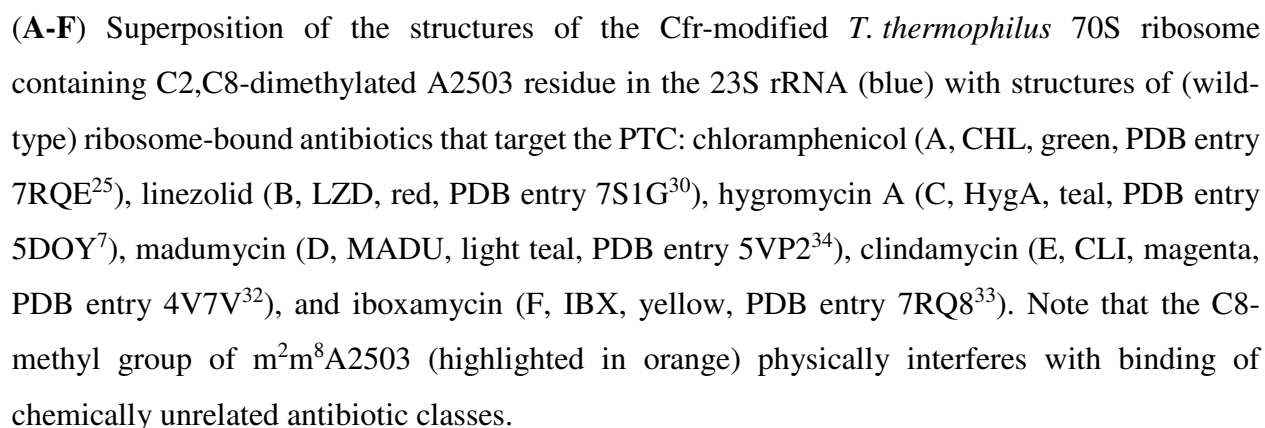 (A-F) Superposition of the structures of the Cfr-modified T. thermophilus 70S ribosome
containing C2,C8-dimethylated A2503 residue in the 23S rRNA (blue) with structures of (wild-
type) ribosome-bound antibiotics that target the PTC: chloramphenicol (A, CHL, green, PDB entry
7RQE²⁵), linezolid (B, LZD, red, PDB entry 7S1G³⁰), hygromycin A (C, HygA, teal, PDB entry
5DOY⁷), madumycin (D, MADU, light teal, PDB entry 5VP2³⁴), clindamycin (E, CLI, magenta,
PDB entry 4V7V³²), and iboxamycin (F, IBX, yellow, PDB entry 7RQ8³³). Note that the C8-
methyl group of m²m⁸A2503 (highlighted in orange) physically interferes with binding of
chemically unrelated antibiotic classes.